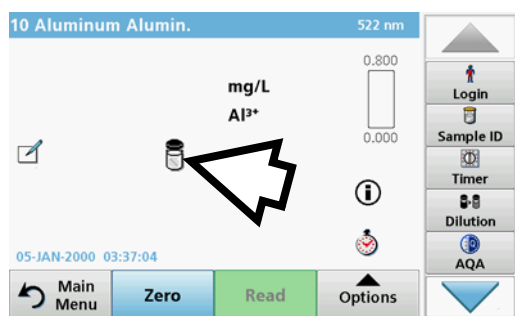 10 Aluminum Alumin.
522 nm
0.800
mg/L
Al³⁺
0.000
05-JAN-2000 03:37:04
Main
Menu
Zero
Read
Options
Login
Sample ID
Timer
Dilution
AQA